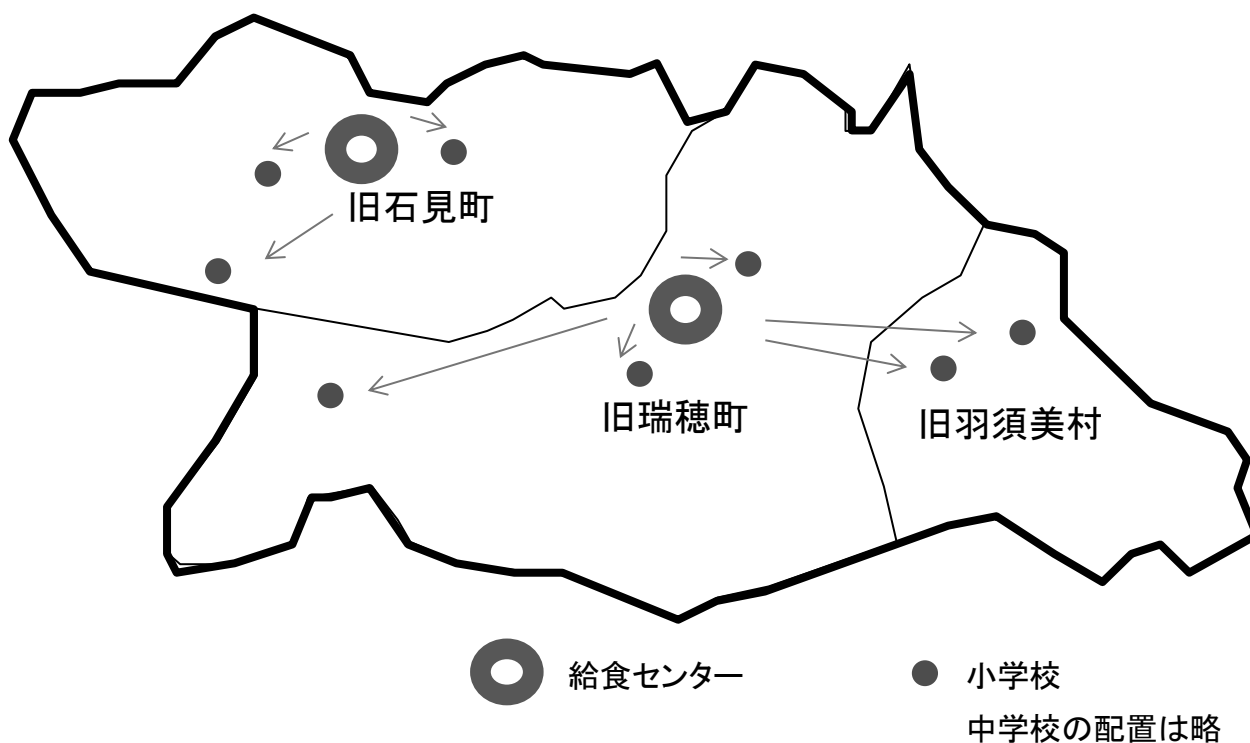 旧石見町
旧瑞穂町
旧羽須美村
給食センター
小学校
中学校の配置は略